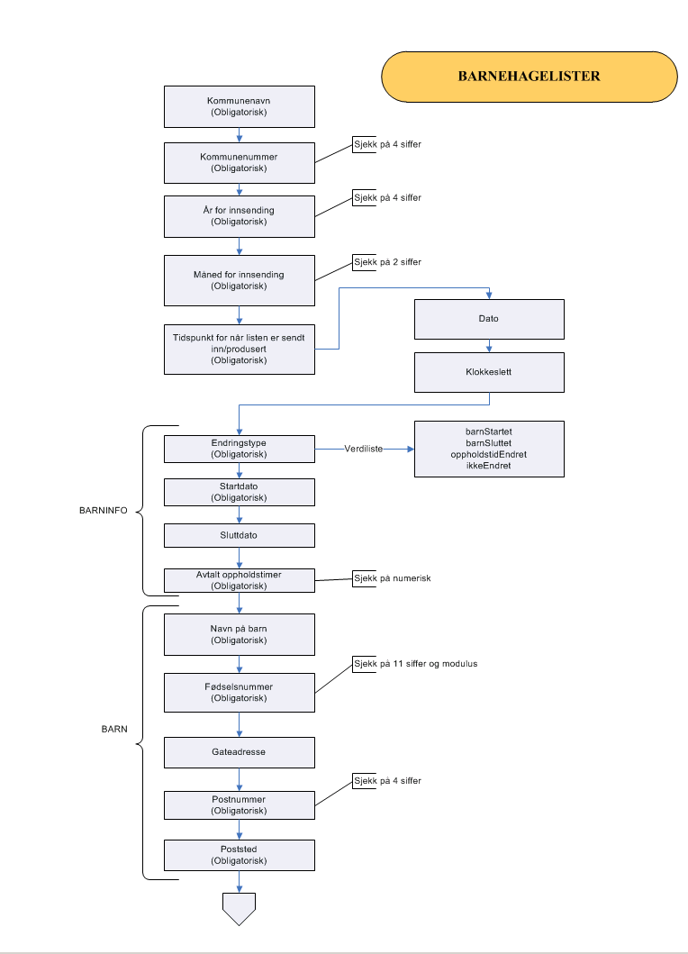 BARNEHAGELISTER
Kommunenavn
(Obligatorisk)
Kommunenummer
(Obligatorisk)
Sjekk på 4 siffer
År for innsending
(Obligatorisk)
Sjekk på 4 siffer
Måned for innsending
(Obligatorisk)
Sjekk på 2 siffer
Tidspunkt for når listen er sendt
inn/produsert
(Obligatorisk)
Dato
Klokkeslett
BARNINFO
Endringstype
(Obligatorisk)
Verdiliste
barnStartet
barnSluttet
oppholdstidEndret
ikkeEndret
Startdato
(Obligatorisk)
Sluttdato
Avtalt oppholdstimer
(Obligatorisk)
Sjekk på numerisk
BARN
Navn på barn
(Obligatorisk)
Fødselsnummer
(Obligatorisk)
Sjekk på 11 siffer og modulus
Gateadresse
Postnummer
(Obligatorisk)
Sjekk på 4 siffer
Poststed
(Obligatorisk)